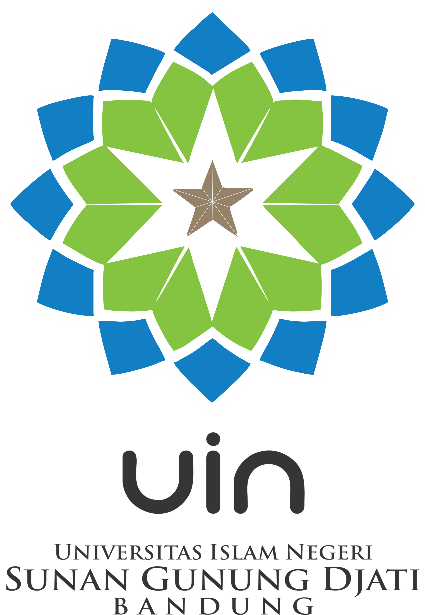 uin
UNIVERSITAS ISLAM NEGERI
SUNAN GUNUNG DJATI
BANDUNG